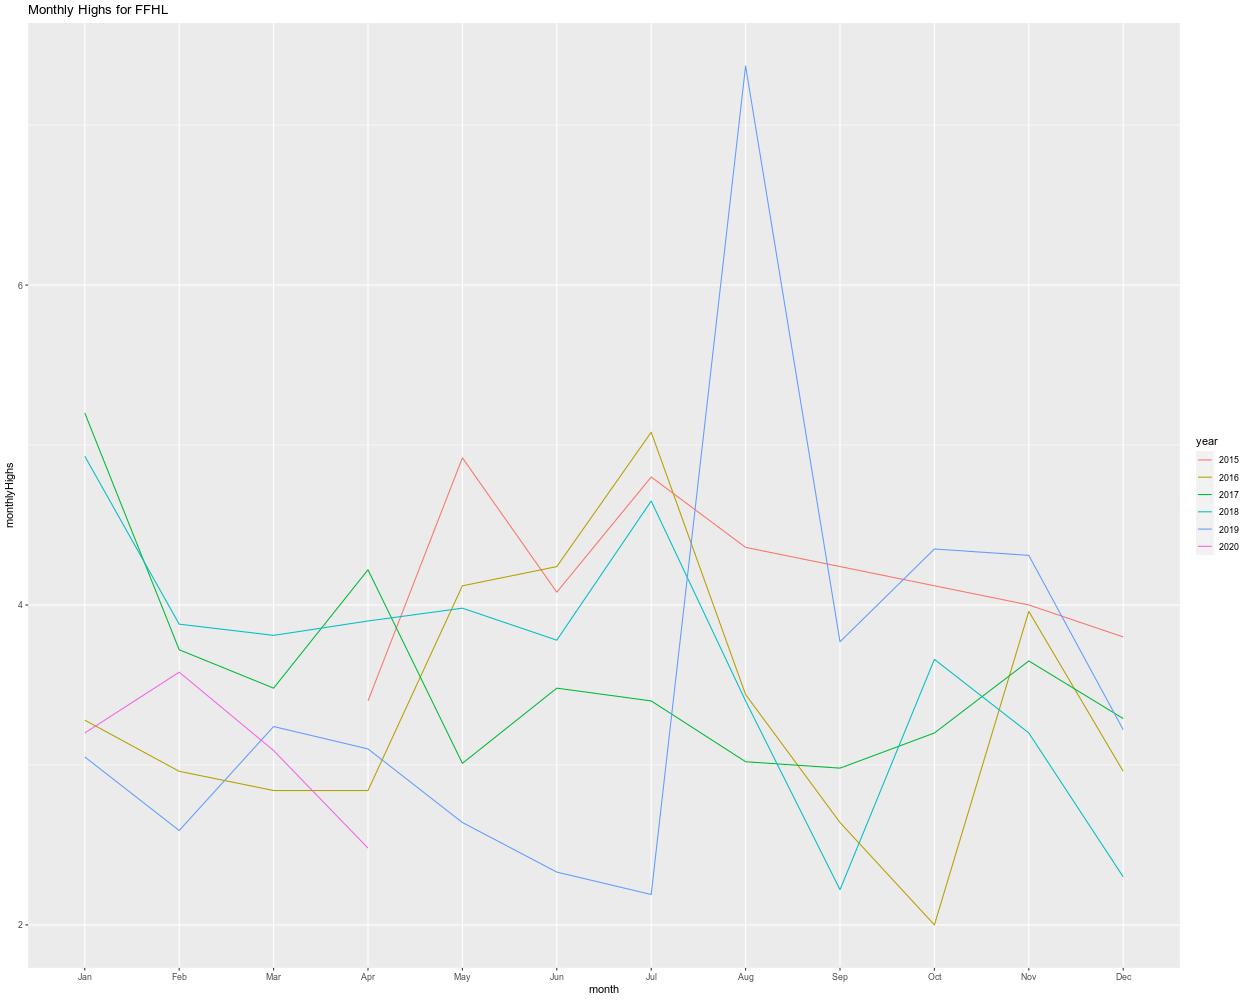 Monthly Highs for FFHL
monthlyHighs
6
4
2
Jan Feb Mar Apr May Jun Jul Aug Sep Oct Nov Dec
month
year
2015
2016
2017
2018
2019
2020